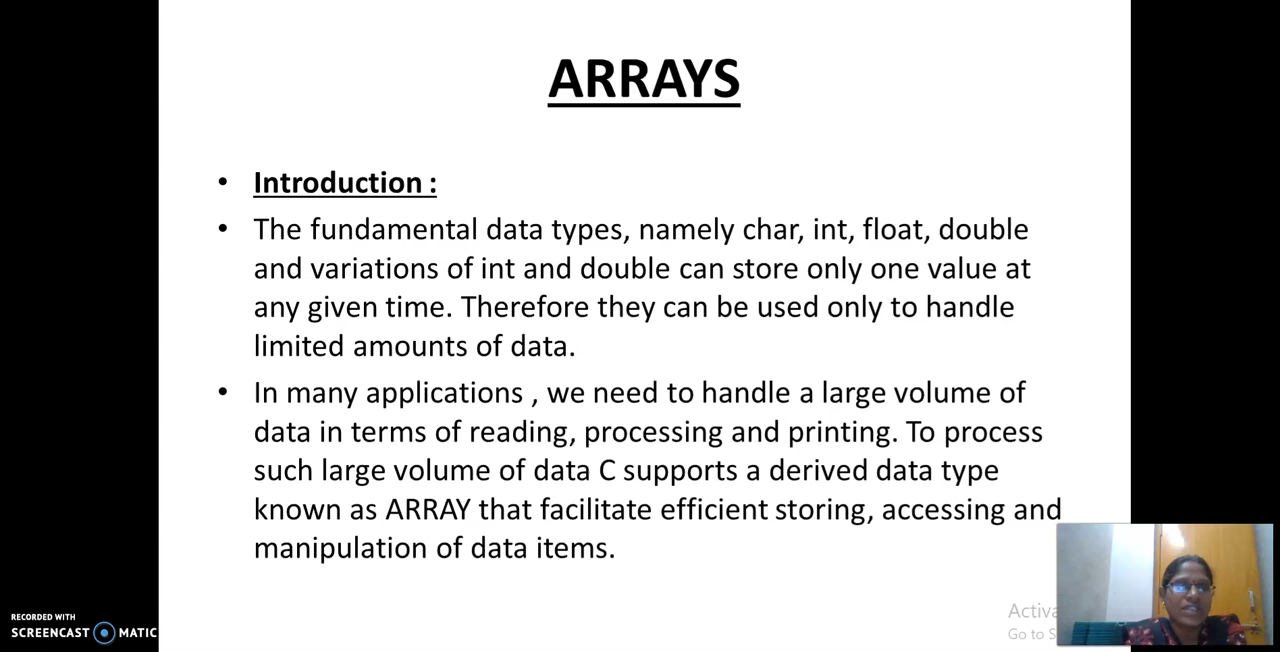 ARRAYS
• Introduction :
• The fundamental data types, namely char, int, float, double
and variations of int and double can store only one value at
any given time. Therefore they can be used only to handle
limited amounts of data.
• In many applications , we need to handle a large volume of
data in terms of reading, processing and printing. To process
such large volume of data C supports a derived data type
known as ARRAY that facilitate efficient storing, accessing and
manipulation of data items.
Go to
RECORDED WITH
SCREENCAST MATIC